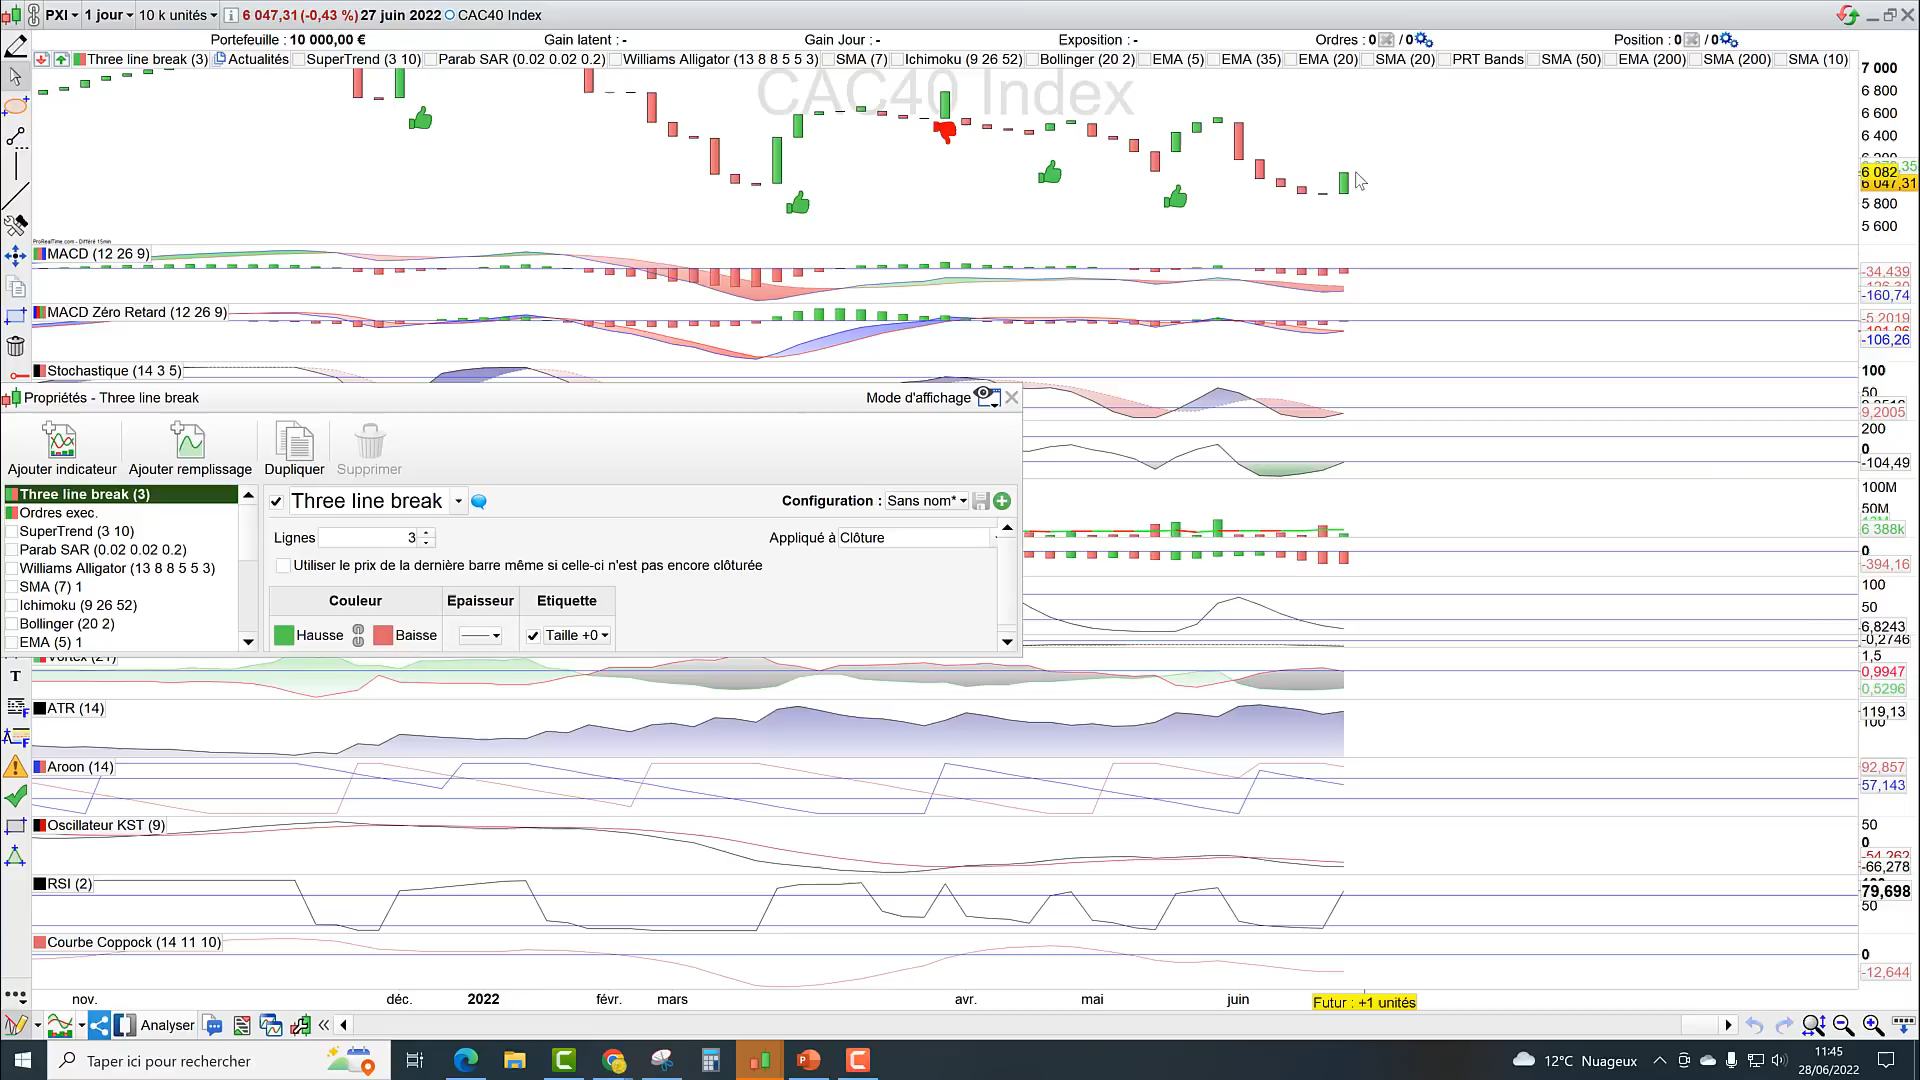 PXI 1 jour 10 k unités 6 047,31 (-0,43 %) 27 juin 2022 CAC40 Index
Portefeuille : 10 000,00 € Gain latent : - Gain Jour : - Exposition : - Ordres : 0 / 0 Position : 0 / 0
Three line break (3) Actualités SuperTrend (3 10) Parab SAR (0.02 0.02 0.2) Williams Alligator (13 8 8 5 5 3) SMA (7) Ichimoku (9 26 52) Bollinger (20 2) EMA (5) EMA (35) EMA (20) SMA (20) PRT Bands SMA (50) EMA (200) SMA (200) SMA (10)
7 000
CAC40 Index
6 800
6 600
6 400
6 082
6 047,31
5 800
5 600
ProRealTime.com - Différé 15min
MACD (12 26 9)
-34,439
-160,74
MACD Zéro Retard (12 26 9)
-5,2019
-106,26
Stochastique (14 3 5)
100
50
9,2005
Propriétés - Three line break Mode d'affichage
200
0
-104,49
Ajouter indicateur Ajouter remplissage Dupliquer Supprimer
100M
50M
6 388k
0
-394,16
100
50
6,8243
-0,2746
Three line break (3)
Ordres exec.
SuperTrend (3 10)
Parab SAR (0.02 0.02 0.2)
Williams Alligator (13 8 8 5 5 3)
SMA (7) 1
Ichimoku (9 26 52)
Bollinger (20 2)
EMA (5) 1
Three line break Configuration : Sans nom*
Lignes 3 Appliqué à Clôture
Utiliser le prix de la dernière barre même si celle-ci n'est pas encore clôturée
Couleur Epaisseur Etiquette
Hausse Baisse Taille +0
Vortex (21)
1,5
0,9947
0,5296
ATR (14)
119,13
100
Aroon (14)
92,857
57,143
Oscillateur KST (9)
50
0
-54,262
-66,278
RSI (2)
79,698
50
Courbe Coppock (14 11 10)
0
-12,644
nov. déc. 2022 févr. mars avr. mai juin Futur : +1 unités
Analyser
Taper ici pour rechercher
12°C Nuageux
11:45
28/06/2022